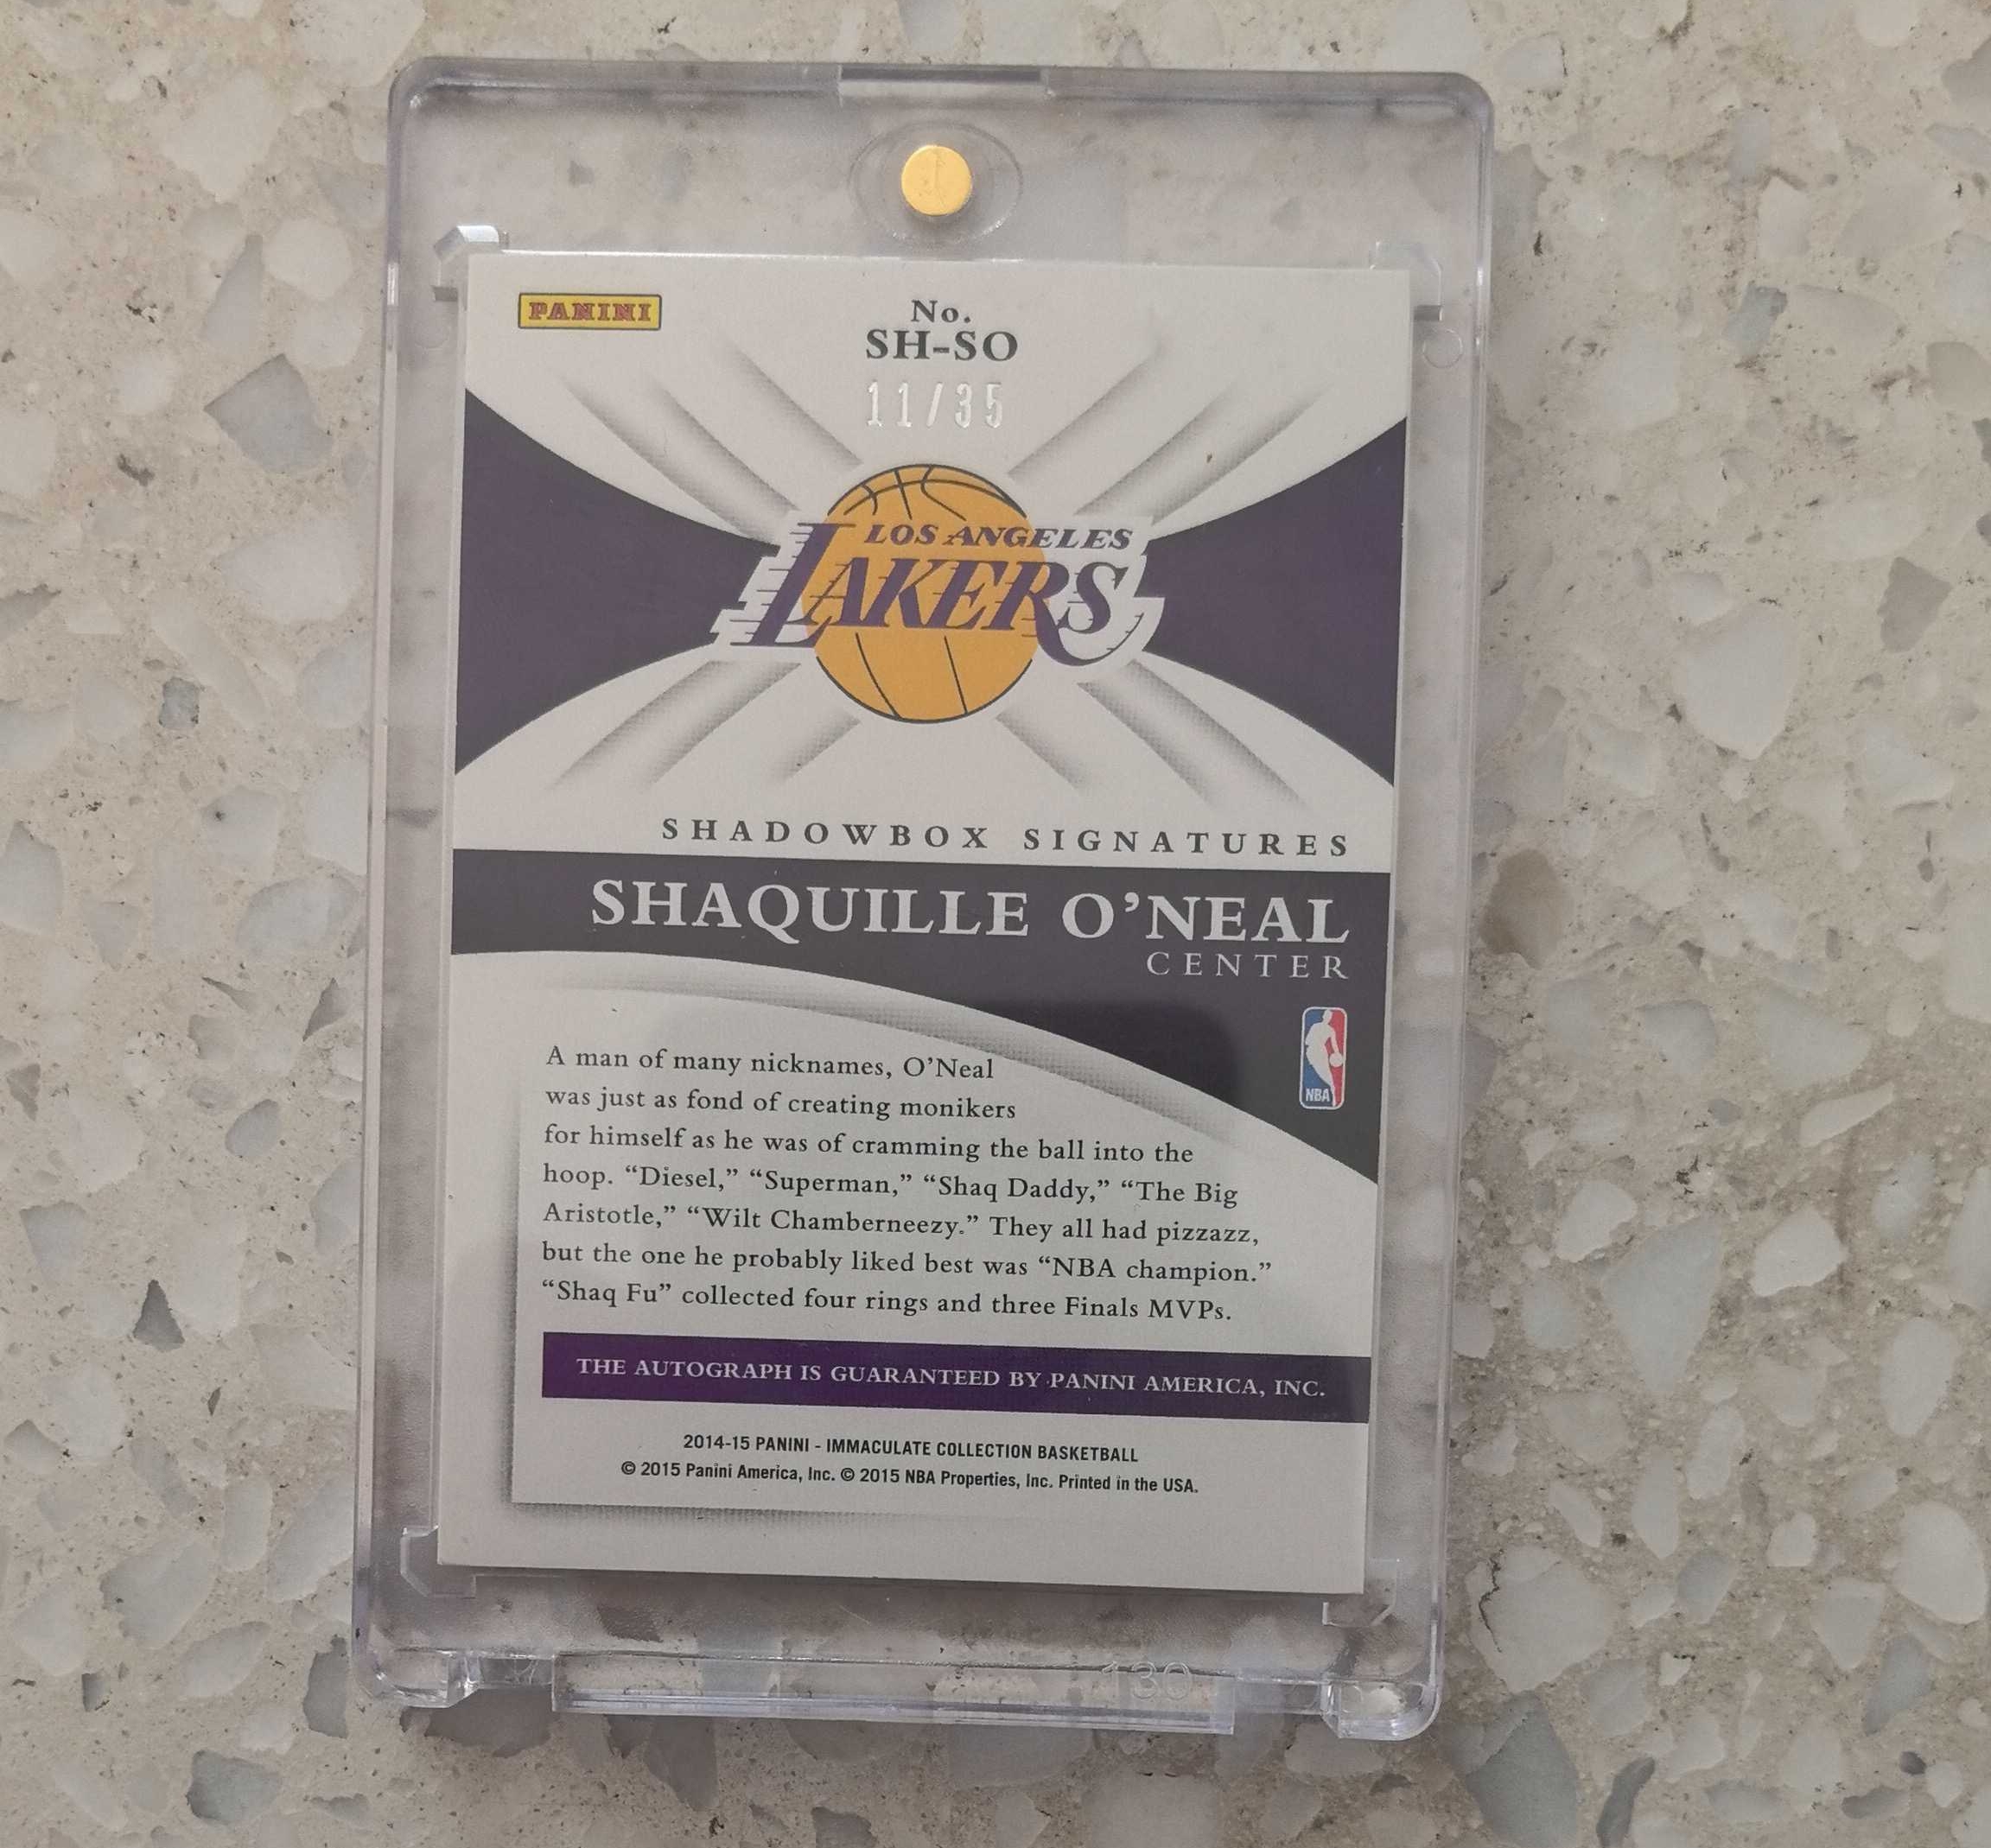 PANINI
No.
SH-SO
11/35
LOS ANGELES
LAKERS
SHADOWBOX SIGNATURES
SHAQUILLE O’NEAL
CENTER
NBA
A man of many nicknames, O’Neal
was just as fond of creating monikers
for himself as he was of cramming the ball into the
hoop. “Diesel,” “Superman,” “Shaq Daddy,” “The Big
Aristotle,” “Wilt Chamberneezy.” They all had pizzazz,
but the one he probably liked best was “NBA champion.”
“Shaq Fu” collected four rings and three Finals MVPs.
THE AUTOGRAPH IS GUARANTEED BY PANINI AMERICA, INC.
2014-15 PANINI - IMMACULATE COLLECTION BASKETBALL
© 2015 Panini America, Inc. © 2015 NBA Properties, Inc. Printed in the USA.
130